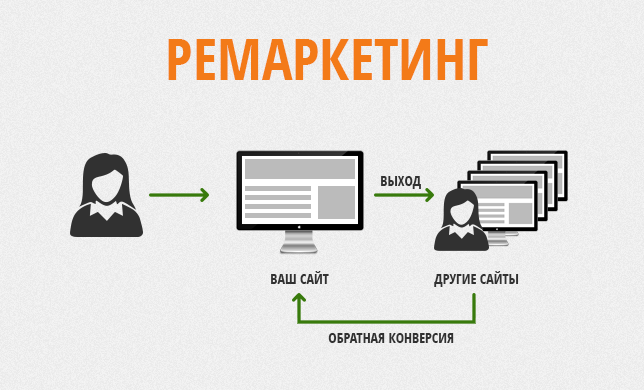 РЕМАРКЕТИНГ
ВЫХОД
ВАШ САЙТ
ДРУГИЕ САЙТЫ
ОБРАТНАЯ КОНВЕРСИЯ